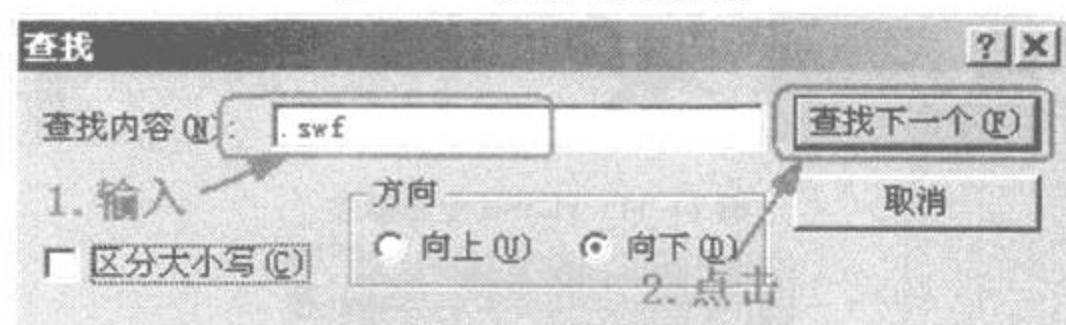 查找
查找内容(N): .swf
查找下一个(F)
1. 输入
方向
取消
区分大小写(C)
向上(U) 向下(D)
2. 点击